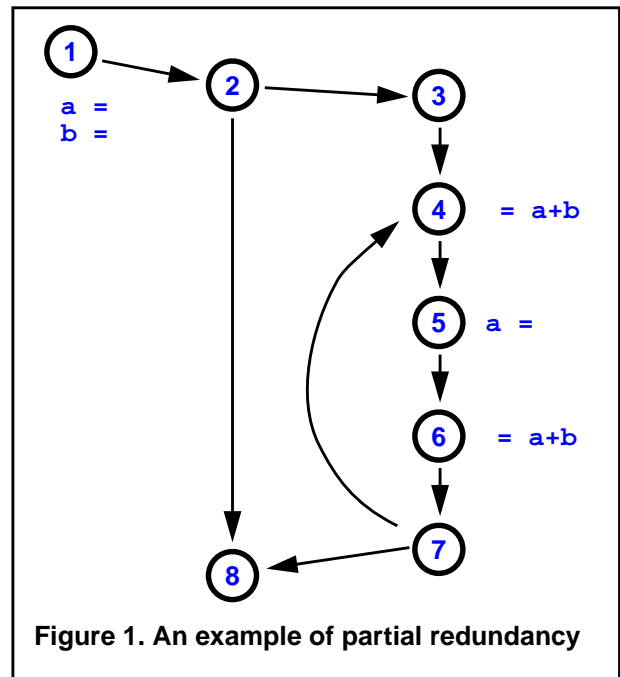 1
2
3
a =
b =
4
= a+b
5
a =
6
= a+b
7
8
Figure 1. An example of partial redundancy